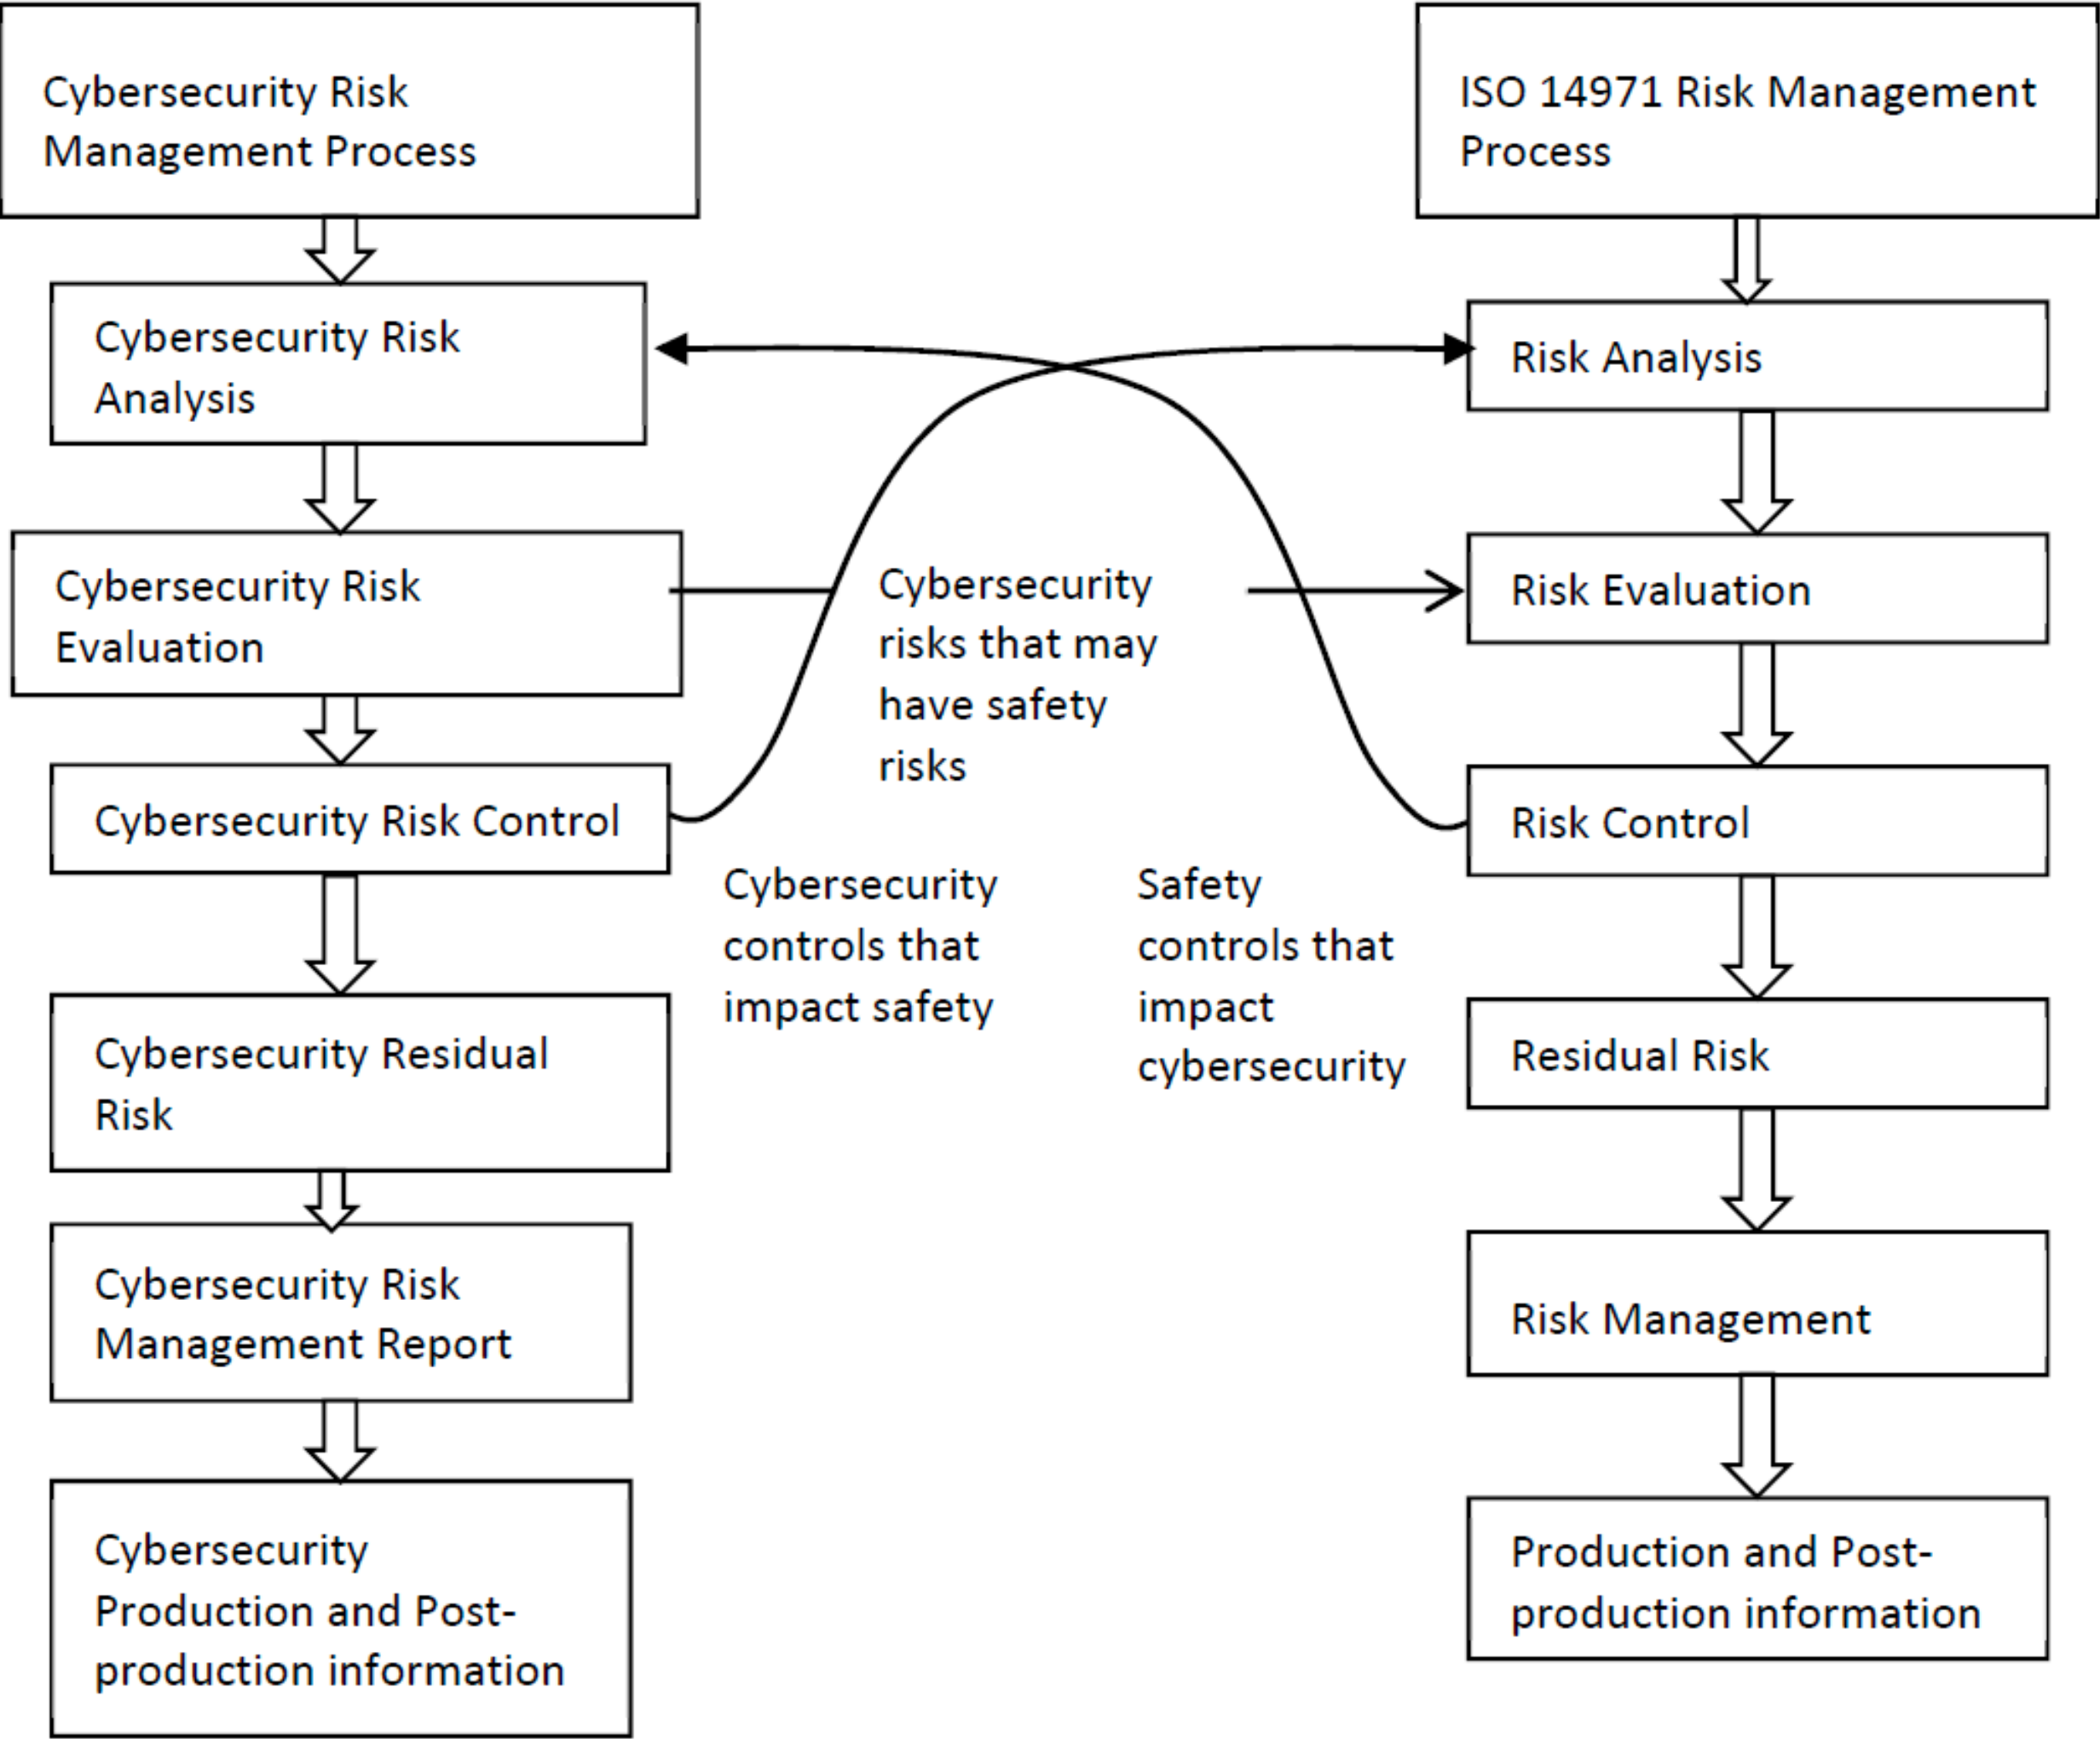 Cybersecurity Risk
Management Process
ISO 14971 Risk Management
Process
Cybersecurity Risk
Analysis
Risk Analysis
Cybersecurity Risk
Evaluation
Cybersecurity
risks that may
have safety
risks
Risk Evaluation
Cybersecurity Risk Control
Risk Control
Cybersecurity
controls that
impact safety
Safety
controls that
impact
cybersecurity
Cybersecurity Residual
Risk
Residual Risk
Cybersecurity Risk
Management Report
Risk Management
Cybersecurity
Production and Post-
production information
Production and Post-
production information